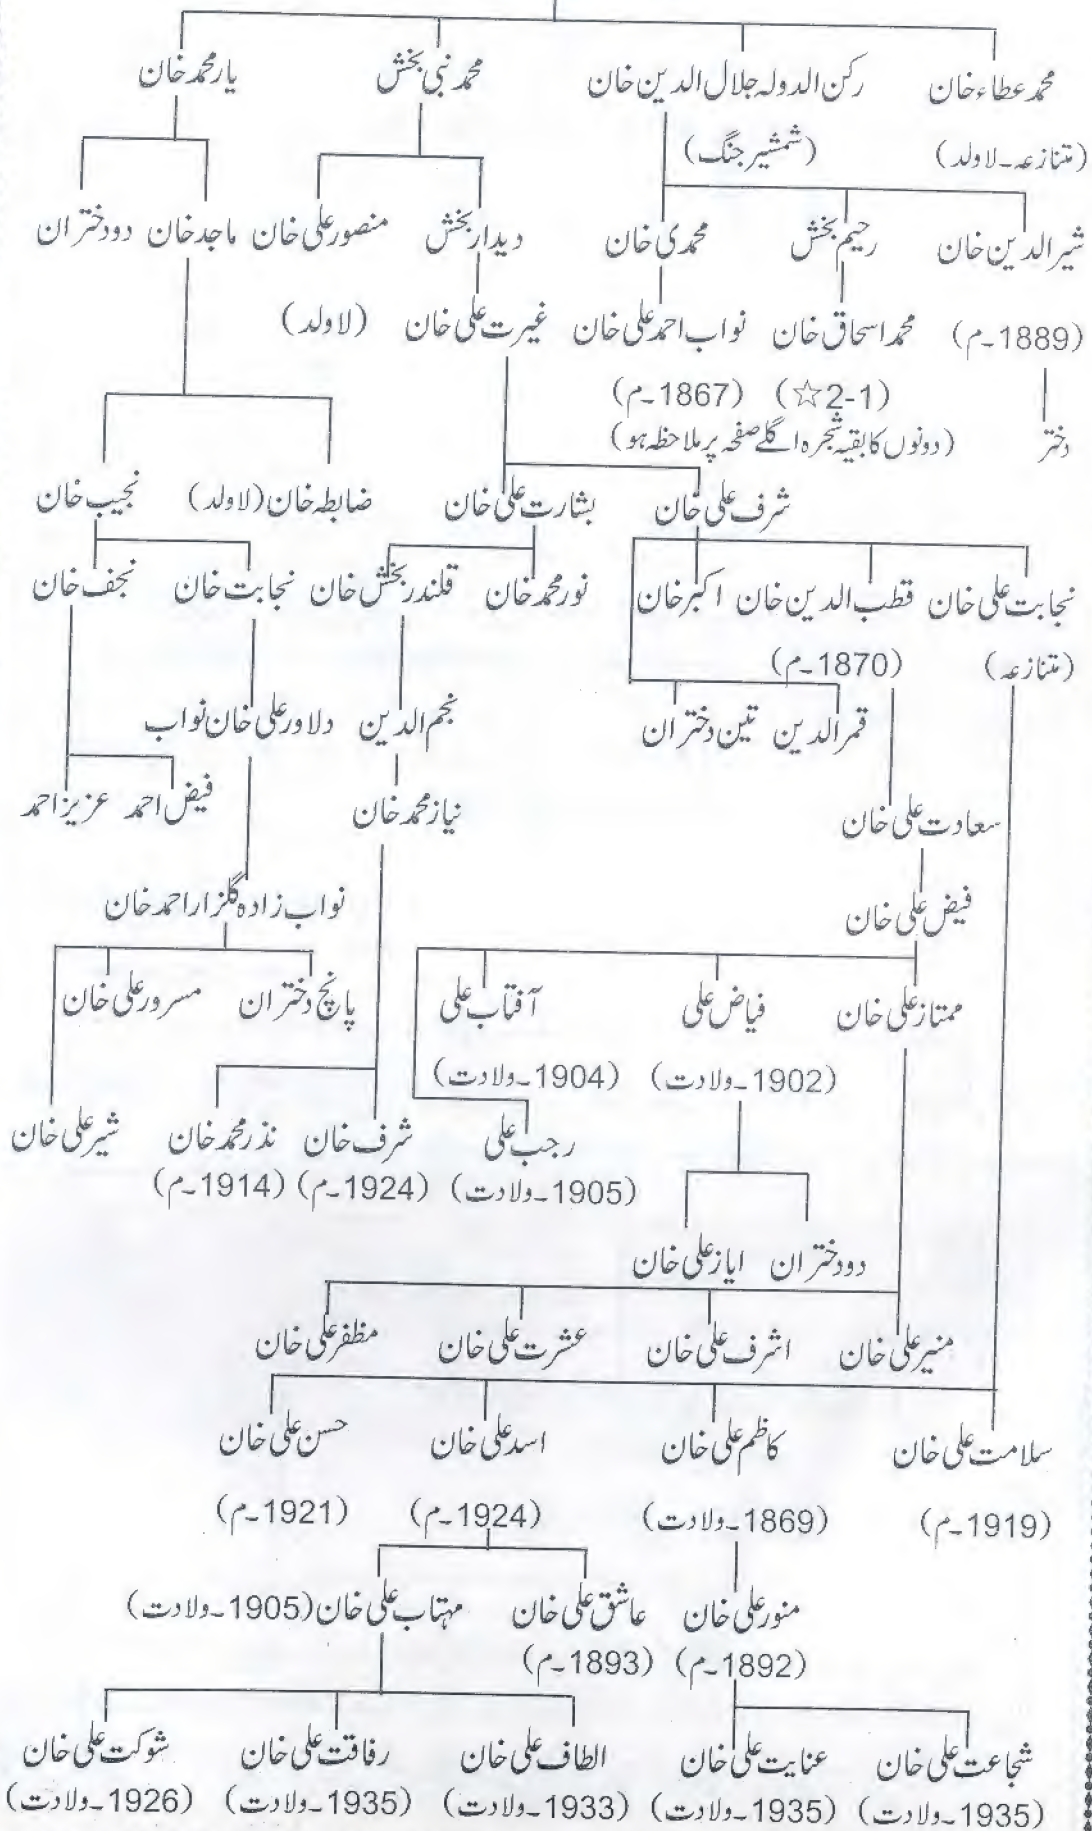 محمد عطاء خان رکن الدولہ جلال الدین خان محمد نبی بخش یار محمد خان
(متنازعہ۔لاولد) (شمشیر جنگ)
شیر الدین خان رحیم بخش محمدی خان دیدار بخش منصور علی خان ماجد خان دو دختران
(1889۔م) محمد اسحاق خان نواب احمد علی خان غیرت علی خان (لاولد)
(1-2☆) (1867۔م)
دختر (دونوں کا بقیہ شجرہ اگلے صفحہ پر ملاحظہ ہو)
شرف علی خان بشارت علی خان ضابطہ خان (لاولد) نجیب خان
نجابت علی خان قطب الدین خان اکبر خان نور محمد خان قلندر بخش خان نجابت خان نجف خان
(متنازعہ) (1870۔م)
قمر الدین تین دختران نجم الدین دلاور علی خان نواب
سعادت علی خان نیاز محمد خان فیض احمد عزیز احمد
فیض علی خان نواب زادہ گلزار احمد خان
ممتاز علی خان فیاض علی آفتاب علی پانچ دختران مسرور علی خان
(1902۔ولادت) (1904۔ولادت)
رجب علی شرف خان نذر محمد خان شیر علی خان
(1905۔ولادت) (1924۔م) (1914۔م)
دو دختران ایاز علی خان
منیر علی خان اشرف علی خان عشرت علی خان مظفر علی خان
سلامت علی خان کاظم علی خان اسد علی خان حسن علی خان
(1919۔م) (1869۔ولادت) (1924۔م) (1921۔م)
منور علی خان عاشق علی خان مہتاب علی خان (1905۔ولادت)
(1892۔م) (1893۔م)
شجاعت علی خان عنایت علی خان الطاف علی خان رفاقت علی خان شوکت علی خان
(1935۔ولادت) (1935۔ولادت) (1933۔ولادت) (1935۔ولادت) (1926۔ولادت)